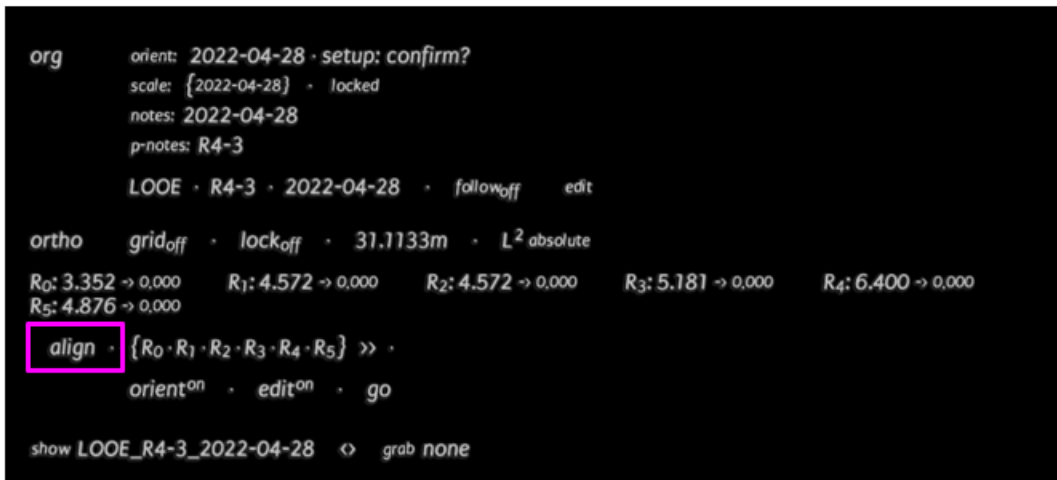 org orient: 2022-04-28 · setup: confirm?
scale: {2022-04-28} · locked
notes: 2022-04-28
p-notes: R4-3
LOOE · R4-3 · 2022-04-28 · followoff edit
ortho gridoff · lockoff · 31.1133m · L² absolute
R₀: 3.352 -> 0,000 R₁: 4.572 -> 0,000 R₂: 4.572 -> 0,000 R₃: 5.181 -> 0,000 R₄: 6.400 -> 0,000
R₅: 4.876 -> 0,000
align · {R₀·R₁·R₂·R₃·R₄·R₅} >> ·
orientᵒⁿ · editᵒⁿ · go
show LOOE_R4-3_2022-04-28 <> grab none